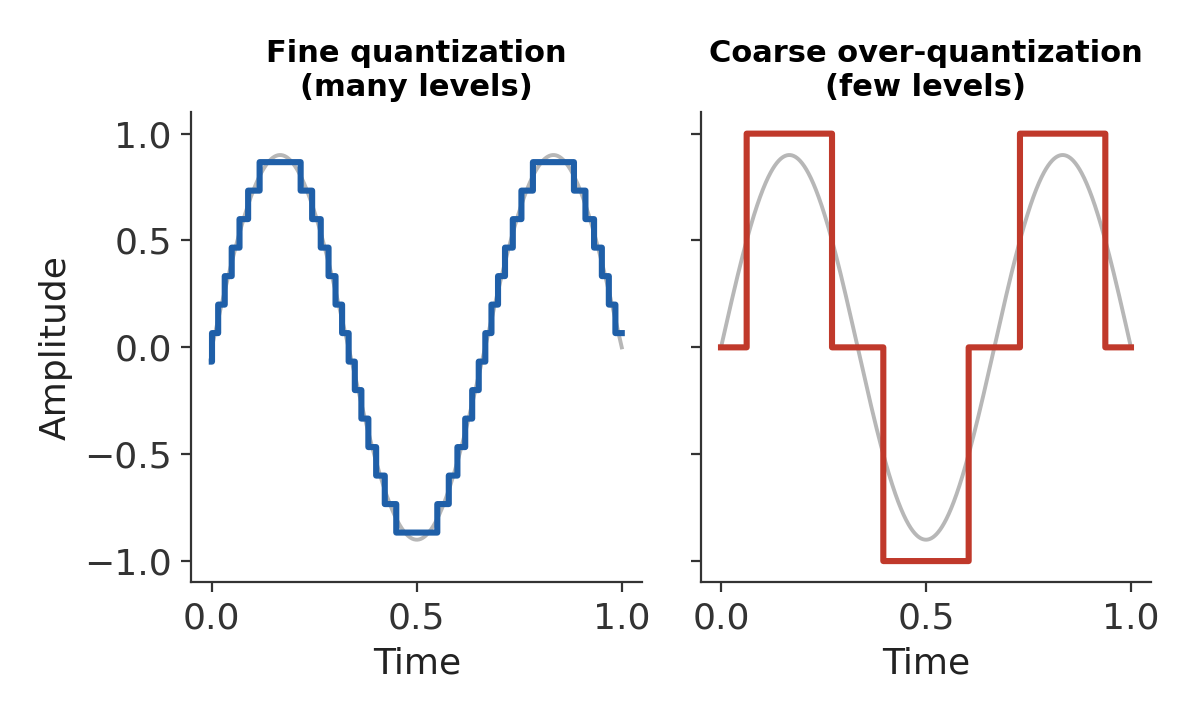 Fine quantization
(many levels)
Coarse over-quantization
(few levels)
Amplitude
1.0
0.5
0.0
−0.5
−1.0
0.0 0.5 1.0
Time
0.0 0.5 1.0
Time